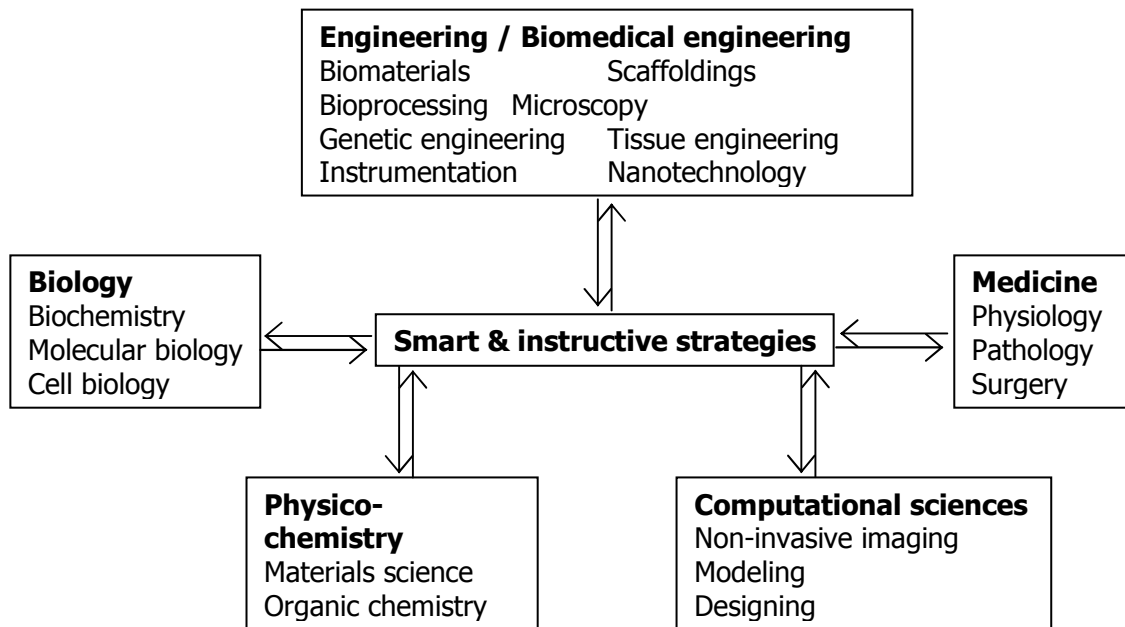 Engineering / Biomedical engineering
Biomaterials Scaffoldings
Bioprocessing Microscopy
Genetic engineering Tissue engineering
Instrumentation Nanotechnology
Biology
Biochemistry
Molecular biology
Cell biology
Smart & instructive strategies
Medicine
Physiology
Pathology
Surgery
Physico-
chemistry
Materials science
Organic chemistry
Computational sciences
Non-invasive imaging
Modeling
Designing